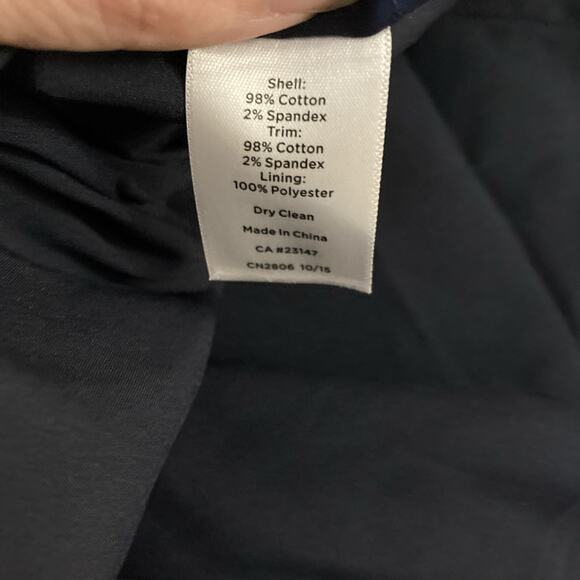 Shell:
98% Cotton
2% Spandex
Trim:
98% Cotton
2% Spandex
Lining:
100% Polyester
Dry Clean
Made In China
CA #23147
CN2806 10/15